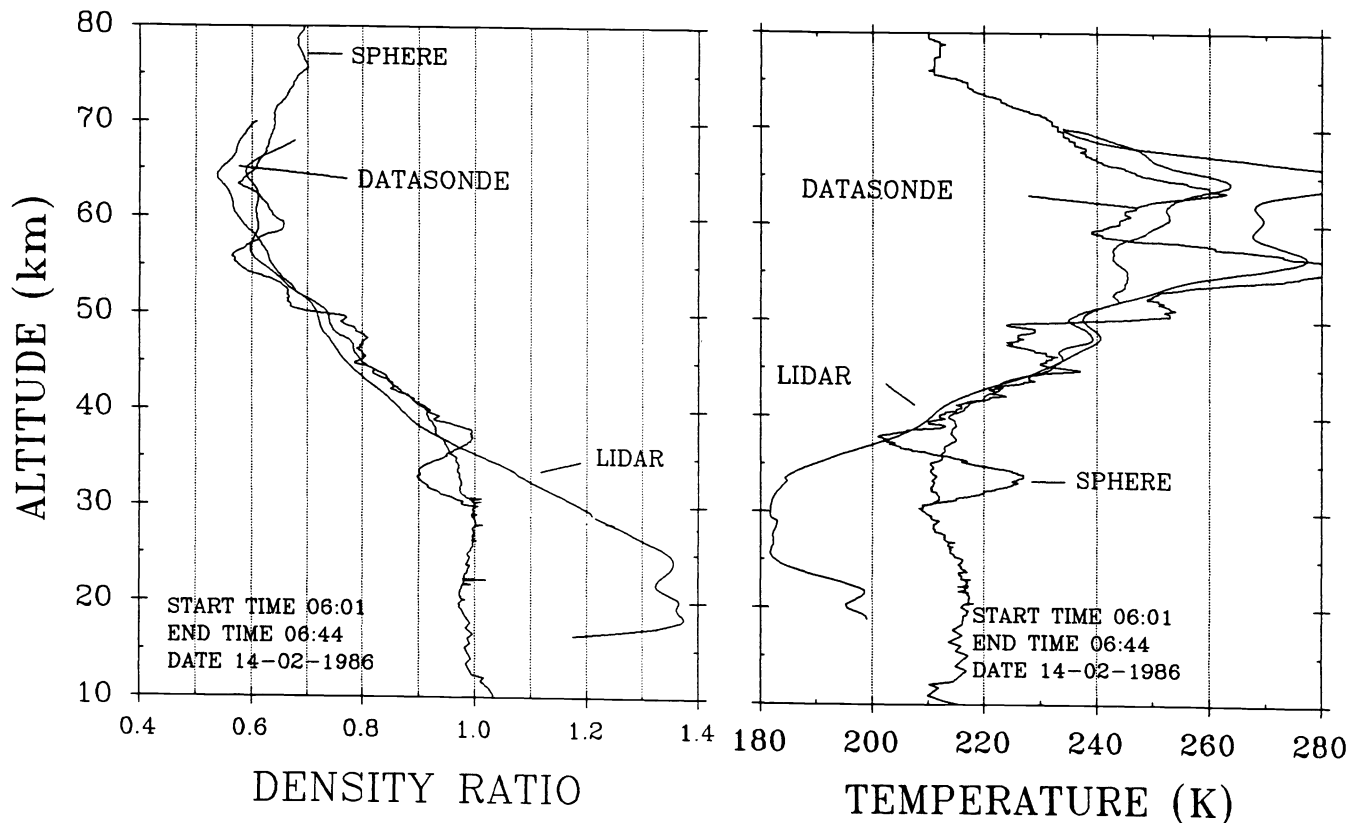 80
70
60
50
40
30
20
10
ALTITUDE (km)
SPHERE
DATASONDE
LIDAR
START TIME 06:01
END TIME 06:44
DATE 14-02-1986
0.4
0.6
0.8
1.0
1.2
1.4
DENSITY RATIO
DATASONDE
LIDAR
SPHERE
START TIME 06:01
END TIME 06:44
DATE 14-02-1986
180
200
220
240
260
280
TEMPERATURE (K)